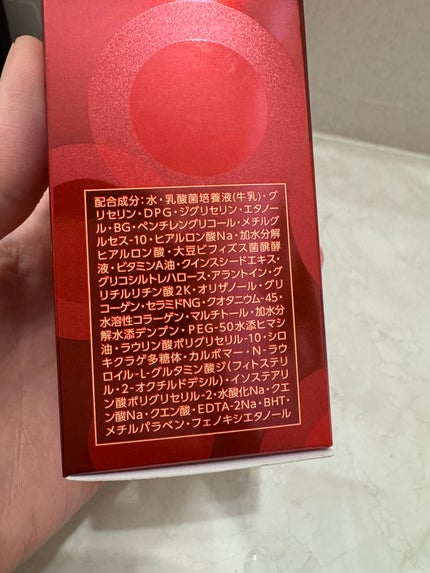 配合成分:水・乳酸菌培養液(牛乳)・グ
リセリン・DPG・ジグリセリン・エタノー
ル・BG・ペンチレングリコール・メチルグ
ルセス-10・ヒアルロン酸Na・加水分解
ヒアルロン酸・大豆ビフィズス菌醗酵
液・ビタミンA油・クインスシードエキス・
グリコシルトレハロース・アラントイン・グ
リチルリチン酸2K・オリザノール・グリ
コーゲン・セラミドNG・クオタニウム-45・
水溶性コラーゲン・マルチトール・加水分
解水添デンプン・PEG-50水添ヒマシ
油・ラウリン酸ポリグリセリル-10・シロ
キクラゲ多糖体・カルボマー・N-ラウ
ロイル-L-グルタミン酸ジ(フィトステリ
ル・2-オクチルドデシル)・イソステアリ
ン酸ポリグリセリル-2・水酸化Na・クエ
ン酸Na・クエン酸・EDTA-2Na・BHT・
メチルパラベン・フェノキシエタノール